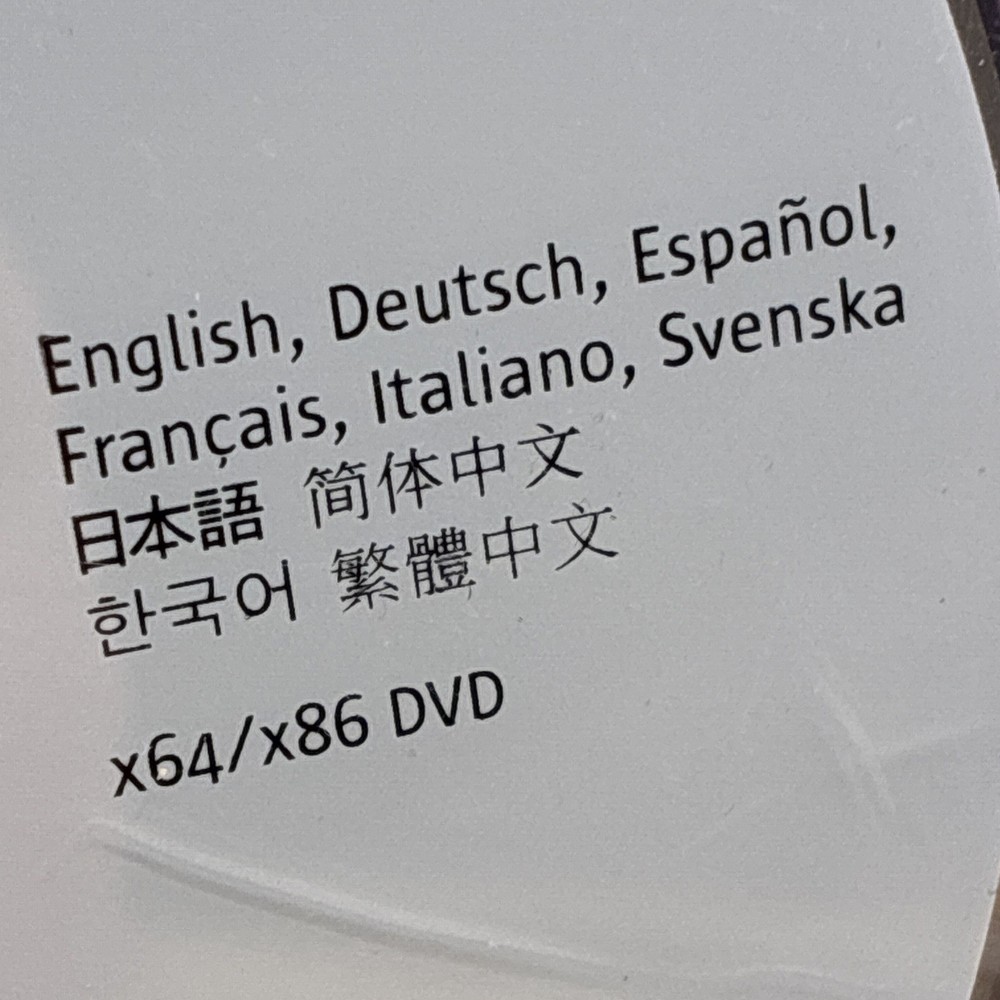 English, Deutsch, Español,
Français, Italiano, Svenska
日本語 简体中文
한국어 繁體中文
x64/x86 DVD